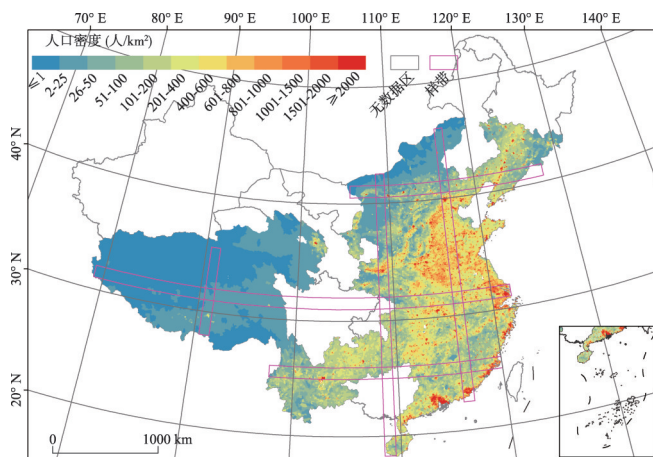 70° E
80° E
90° E
100° E
110° E
120° E
130° E
140° E
人口密度 (人/km²)
≤1
2-25
26-50
51-100
101-200
201-400
400-600
601-800
801-1000
1001-1500
1501-2000
≥2000
无数据区
样带
40° N
30° N
20° N
0
1000 km